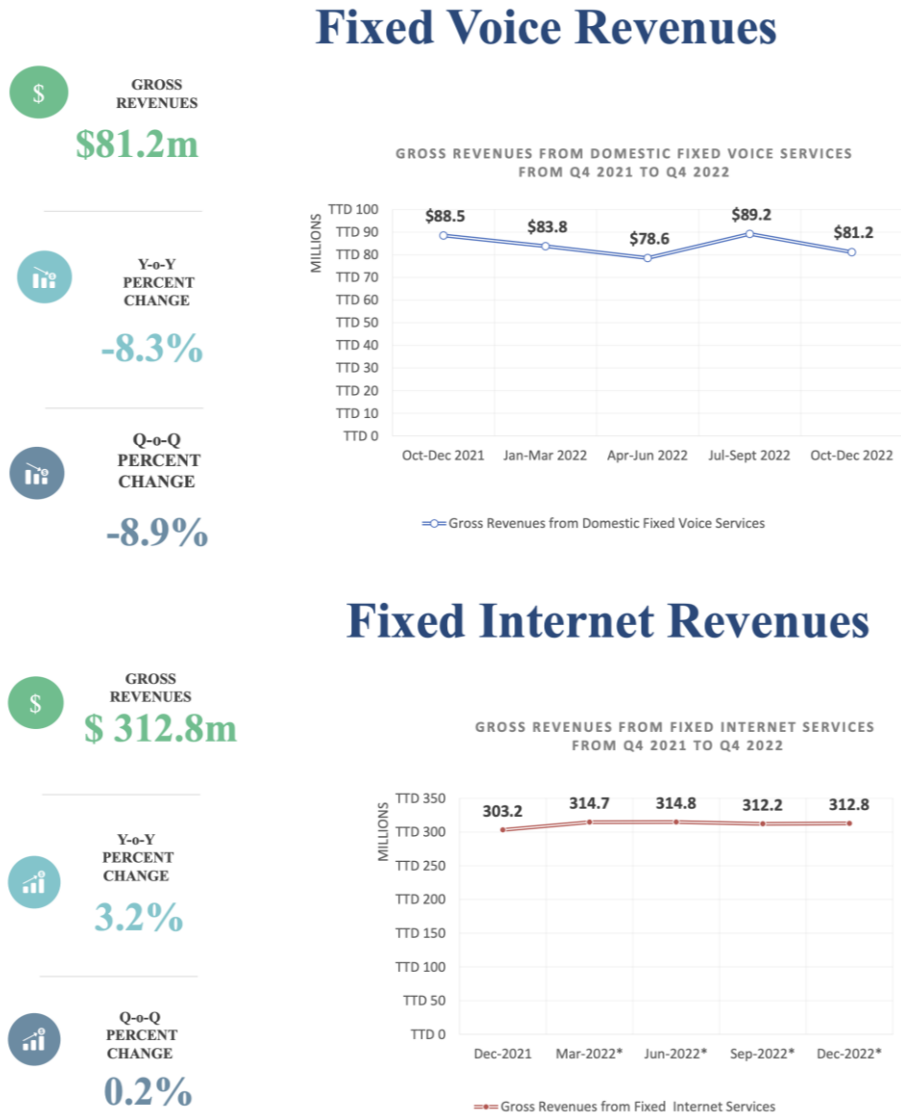 Fixed Voice Revenues
$
GROSS
REVENUES
$81.2m
Y-o-Y
PERCENT
CHANGE
-8.3%
Q-o-Q
PERCENT
CHANGE
-8.9%
GROSS REVENUES FROM DOMESTIC FIXED VOICE SERVICES
FROM Q4 2021 TO Q4 2022
MILLIONS
TTD 100
TTD 90
TTD 80
TTD 70
TTD 60
TTD 50
TTD 40
TTD 30
TTD 20
TTD 10
TTD 0
$88.5
$83.8
$78.6
$89.2
$81.2
Oct-Dec 2021
Jan-Mar 2022
Apr-Jun 2022
Jul-Sept 2022
Oct-Dec 2022
Gross Revenues from Domestic Fixed Voice Services
Fixed Internet Revenues
$
GROSS
REVENUES
$ 312.8m
Y-o-Y
PERCENT
CHANGE
3.2%
Q-o-Q
PERCENT
CHANGE
0.2%
GROSS REVENUES FROM FIXED INTERNET SERVICES
FROM Q4 2021 TO Q4 2022
MILLIONS
TTD 350
TTD 300
TTD 250
TTD 200
TTD 150
TTD 100
TTD 50
TTD 0
303.2
314.7
314.8
312.2
312.8
Dec-2021
Mar-2022*
Jun-2022*
Sep-2022*
Dec-2022*
Gross Revenues from Fixed Internet Services